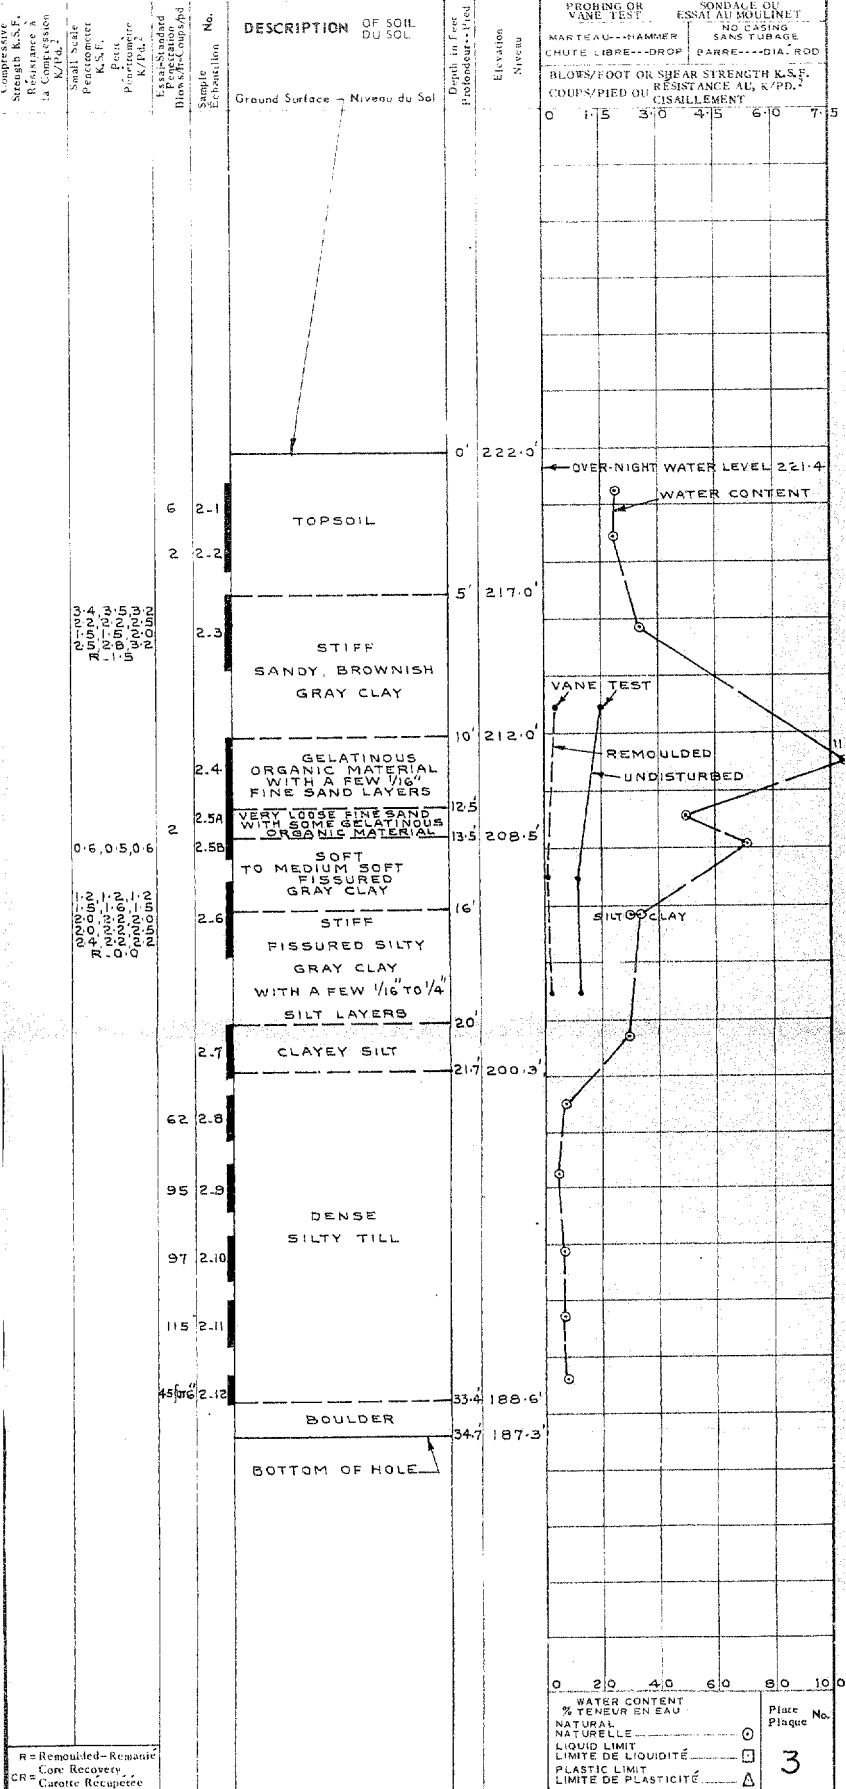 Compressive
Strength K.S.F.
Résistance à
la Compression
K/Pd.²
Small Scale
Penetrometer
K.S.F.
Petit
Pénétromètre
K/Pd.²
Essai-Standard
Penetration
Blows/ft-Coups/pd
Sample No.
Echantillon
DESCRIPTION OF SOIL
DU SOL
Ground Surface - Niveau du Sol
Depth in Feet
Profondeur--Pied
Elevation
Niveau
PROBING OR
VANE TEST
SONDAGE OU
ESSAI AU MOULINET
MARTEAU---HAMMER
CHUTE LIBRE---DROP
NO CASING
SANS TUBAGE
BARRE----DIA. ROD
BLOWS/FOOT OR SHEAR STRENGTH K.S.F.
COUPS/PIED OU RÉSISTANCE AU, K/PD.²
CISAILLEMENT
0 1.5 3.0 4.5 6.0 7.5
0' 222.0'
OVER-NIGHT WATER LEVEL 221.4
WATER CONTENT
6 2-1
TOPSOIL
2 2-2
5' 217.0'
3.4, 3.5, 3.2
2.2, 2.2, 2.5
1.5, 1.5, 2.0
2.5, 2.8, 3.2
R-1.5
2-3
STIFF
SANDY, BROWNISH
GRAY CLAY
VANE TEST
10' 212.0'
REMOULDED
UNDISTURBED
2-4
GELATINOUS
ORGANIC MATERIAL
WITH A FEW 1/16"
FINE SAND LAYERS
12.5'
2 2-5A
VERY LOOSE FINE SAND
WITH SOME GELATINOUS
ORGANIC MATERIAL
13.5' 208.5'
0.6, 0.5, 0.6
2-5B
SOFT
TO MEDIUM SOFT
FISSURED
GRAY CLAY
16'
SILT CLAY
1.2, 1.2, 1.2
1.5, 1.6, 1.5
2.0, 2.2, 2.0
2.0, 2.2, 2.5
2.4, 2.2, 2.2
R-0.0
2-6
STIFF
FISSURED SILTY
GRAY CLAY
WITH A FEW 1/16" TO 1/4"
SILT LAYERS
20'
2-7
CLAYEY SILT
21.7' 200.3'
62 2-8
95 2-9
DENSE
SILTY TILL
97 2-10
115 2-11
2-12
33.4' 188.6'
BOULDER
34.7' 187.3'
BOTTOM OF HOLE
0 20 40 60 80 100
WATER CONTENT
% TENEUR EN EAU
NATURAL
NATURELLE
LIQUID LIMIT
LIMITE DE LIQUIDITÉ
PLASTIC LIMIT
LIMITE DE PLASTICITÉ
Plate No.
Plaque
3
R = Remoulded-Remanié
CR = Core Recovery
Carotte Récupérée